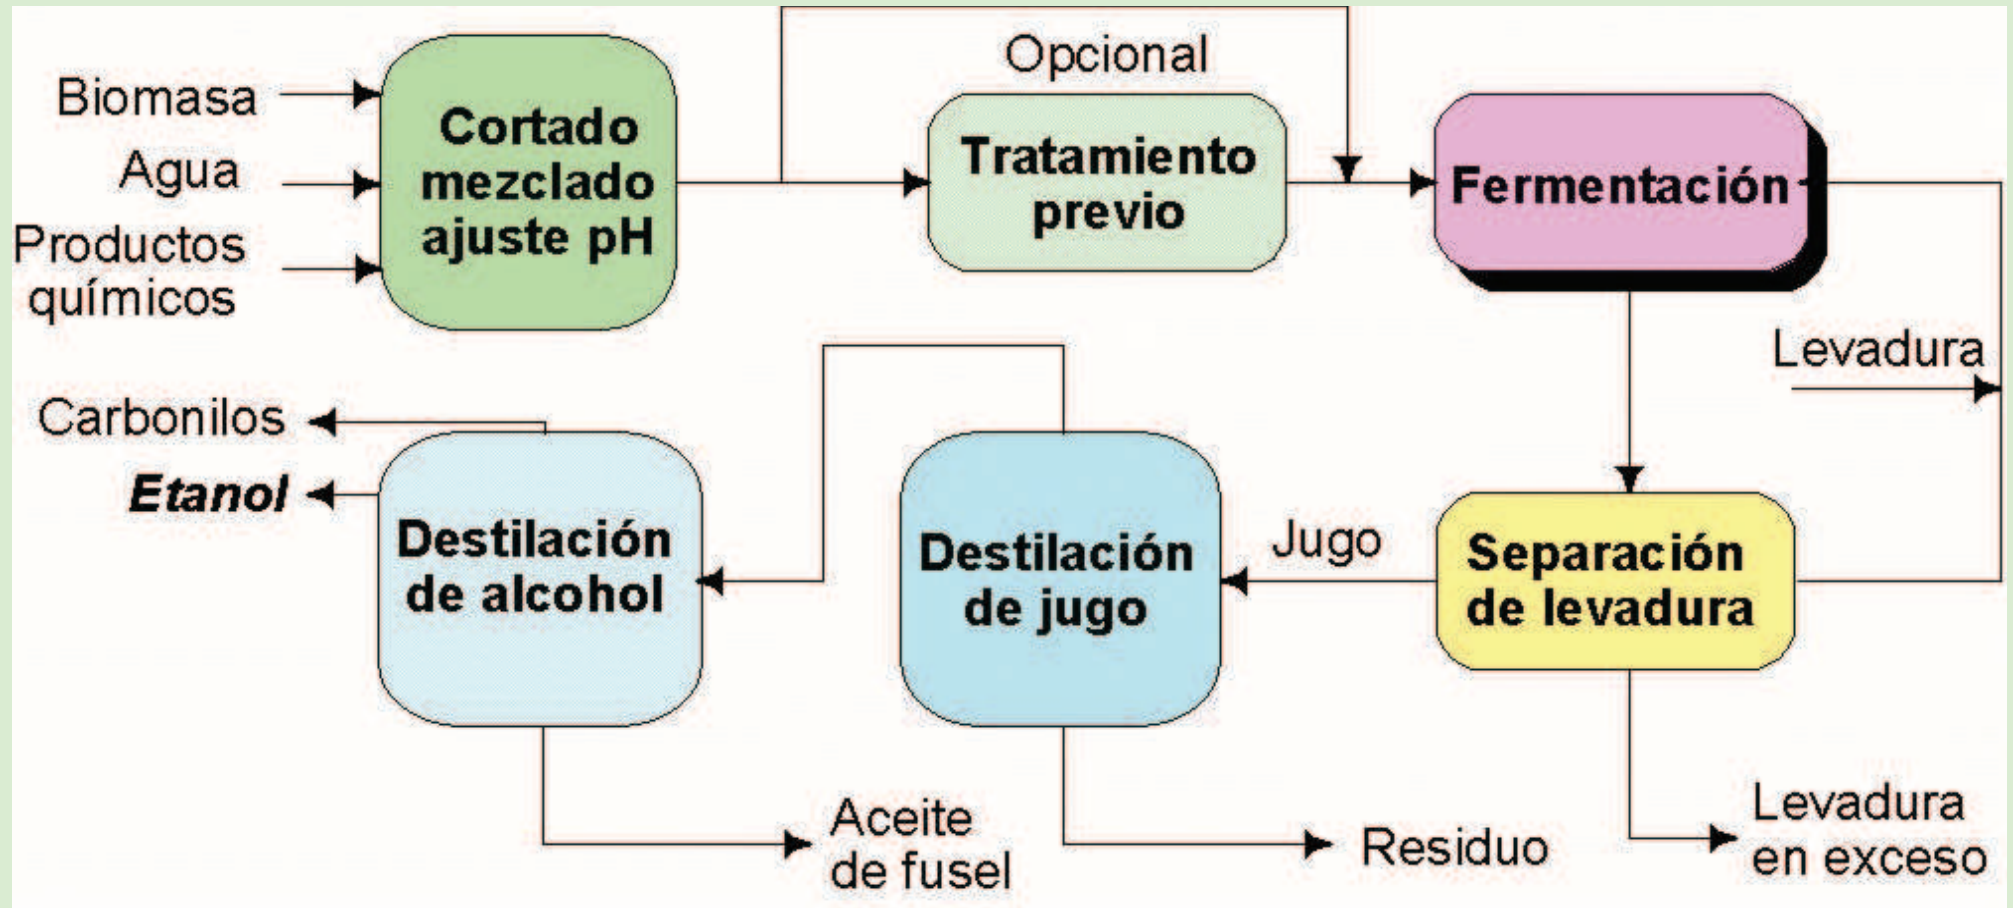 Biomasa
Agua
Productos
químicos
Cortado
mezclado
ajuste pH
Opcional
Tratamiento
previo
Fermentación
Levadura
Carbonilos
Etanol
Destilación
de alcohol
Destilación
de jugo
Jugo
Separación
de levadura
Aceite
de fusel
Residuo
Levadura
en exceso